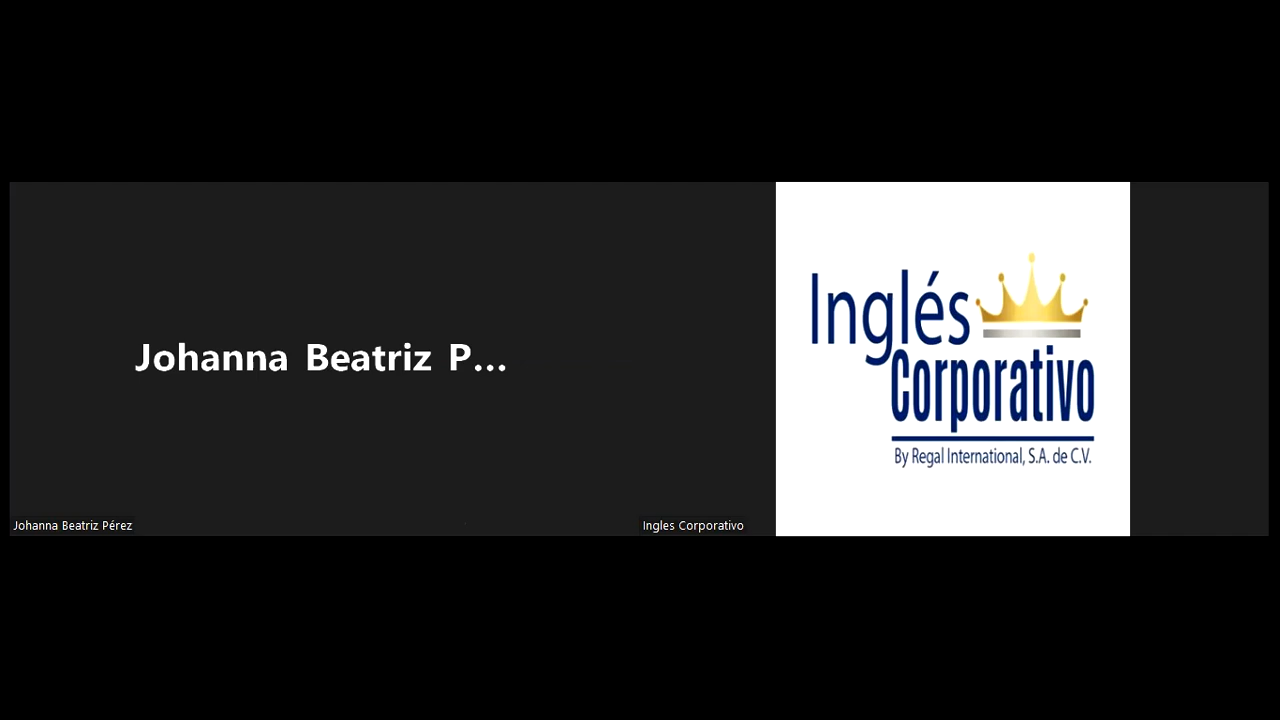 Johanna Beatriz P...
Johanna Beatriz Pérez
Ingles Corporativo
Inglés
Corporativo
By Regal International, S.A. de C.V.